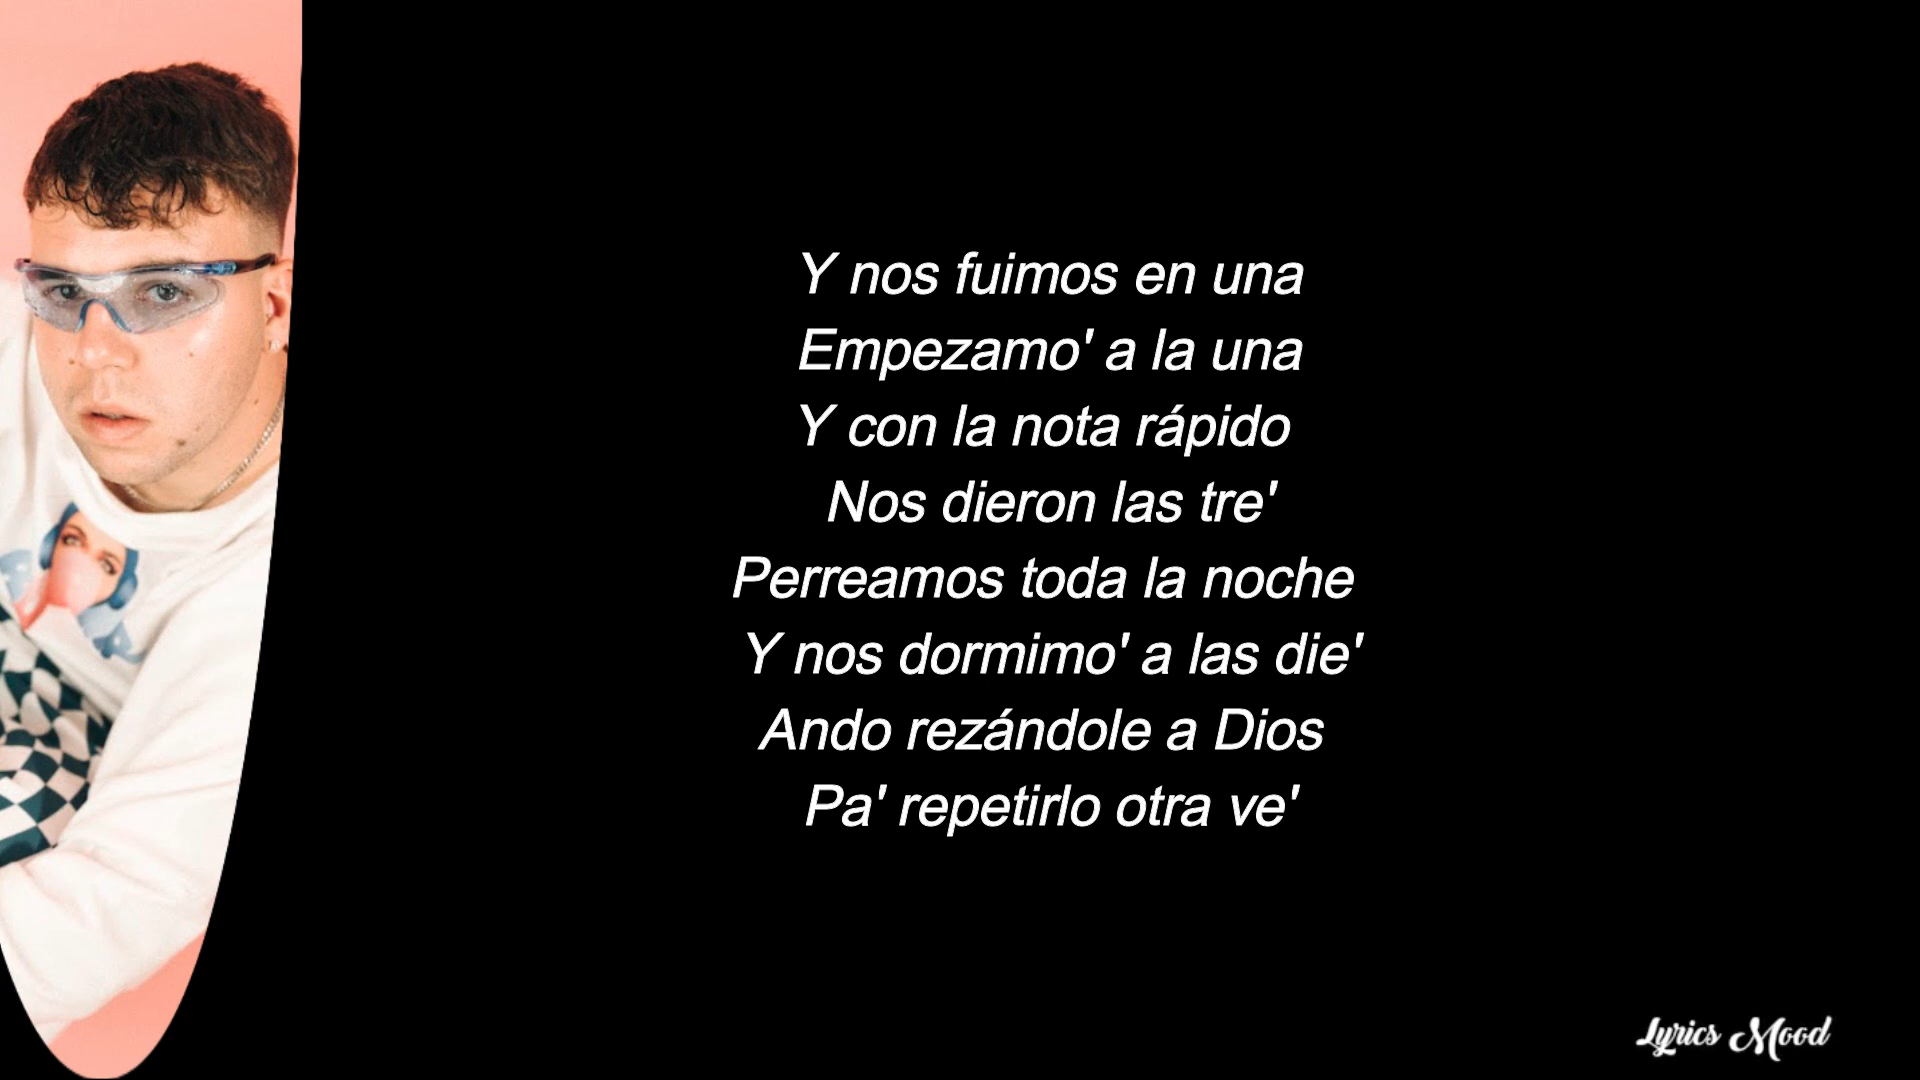 Y nos fuimos en una
Empezamo' a la una
Y con la nota rápido
Nos dieron las tre'
Perreamos toda la noche
Y nos dormimo' a las die'
Ando rezándole a Dios
Pa' repetirlo otra ve'
Lyrics Mood